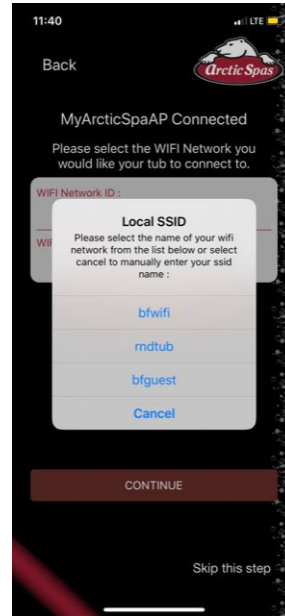 11:40
LTE
Back
Arctic Spas
MyArcticSpaAP Connected
Please select the WIFI Network you
would like your tub to connect to.
WIFI Network ID :
WIF
Local SSID
Please select the name of your wifi
network from the list below or select
cancel to manually enter your ssid
name :
bfwifi
rndtub
bfguest
Cancel
CONTINUE
Skip this step